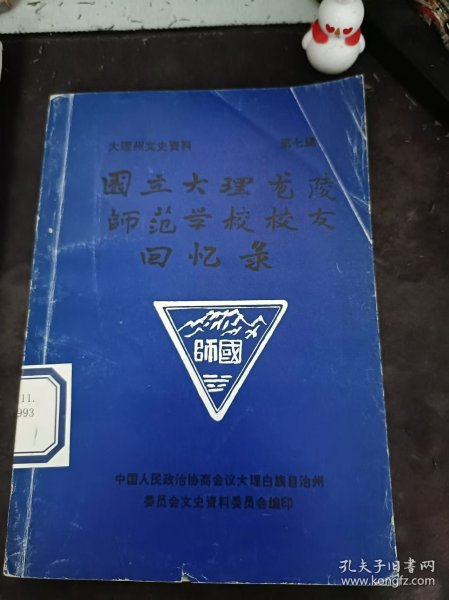 大理州文史资料 第七辑
国立大理龙陵
師范学校校友
回忆录
師國
11.
993
中国人民政治协商会议大理白族自治州
委员会文史资料委员会编印
孔夫子旧书网
www.kongfz.com